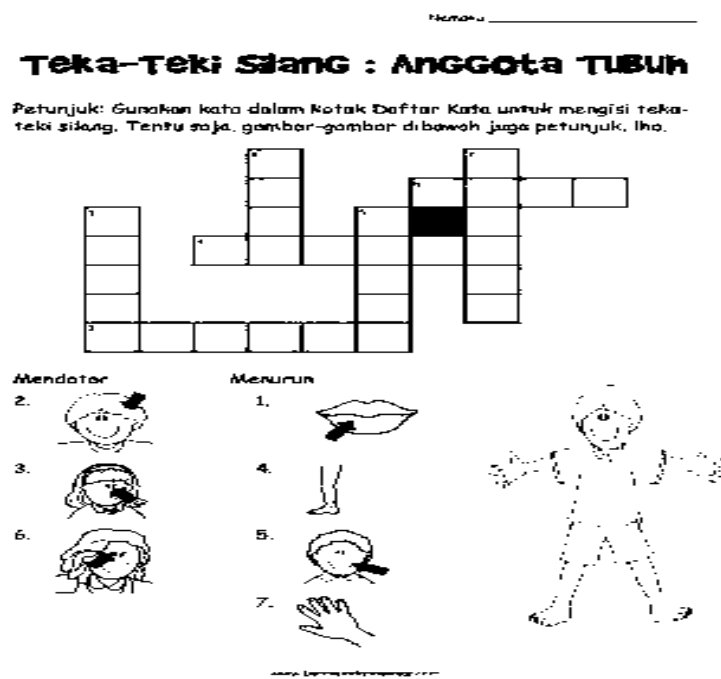 Namaku
Teka-Teki Silang : Anggota Tubuh
Petunjuk: Gunakan kata dalam kotak Daftar Kata untuk mengisi teka-
teki silang. Tentu saja, gambar-gambar dibawah juga petunjuk, lho.
Mendatar
2.
3.
6.
Menurun
1.
4.
5.
7.